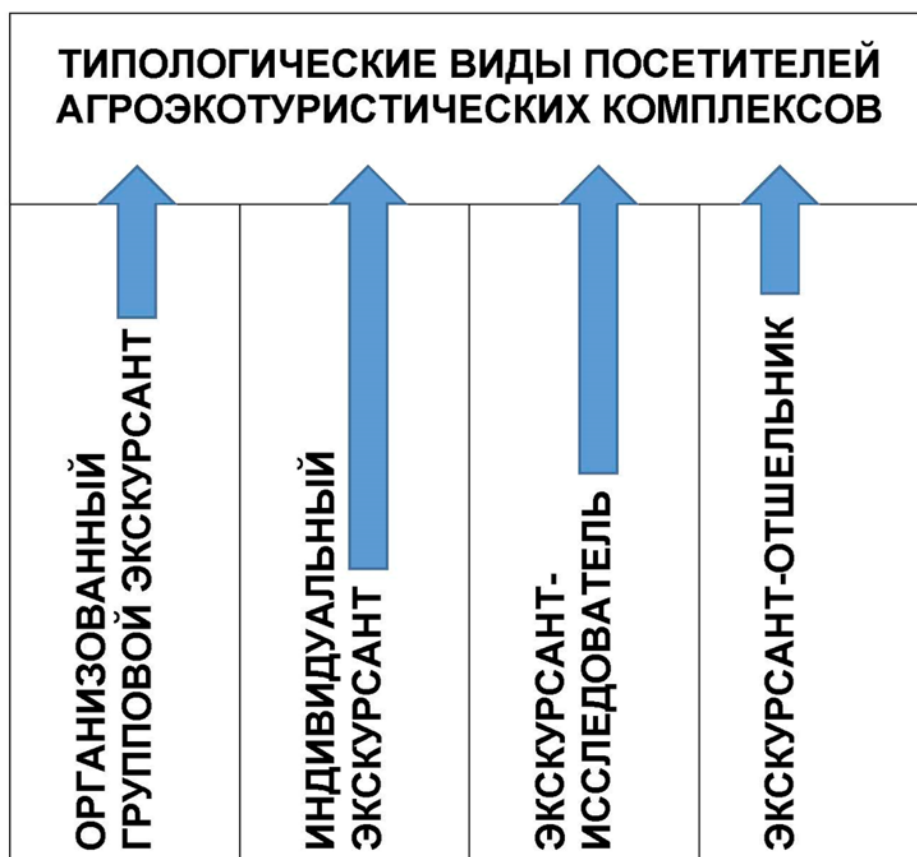 ТИПОЛОГИЧЕСКИЕ ВИДЫ ПОСЕТИТЕЛЕЙ
АГРОЭКОТУРИСТИЧЕСКИХ КОМПЛЕКСОВ
ОРГАНИЗОВАННЫЙ
ГРУППОВОЙ ЭКСКУРСАНТ
ИНДИВИДУАЛЬНЫЙ
ЭКСКУРСАНТ
ЭКСКУРСАНТ-
ИССЛЕДОВАТЕЛЬ
ЭКСКУРСАНТ-ОТШЕЛЬНИК